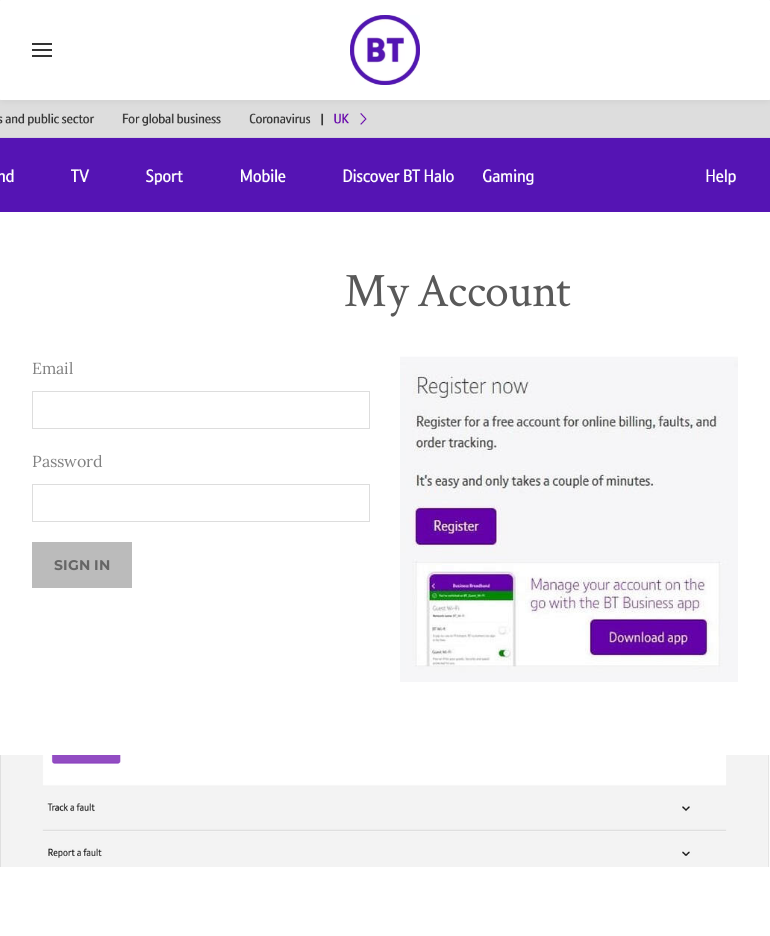 BT
s and public sector For global business Coronavirus | UK
nd TV Sport Mobile Discover BT Halo Gaming Help
My Account
Email
Password
SIGN IN
Register now
Register for a free account for online billing, faults, and
order tracking.
It's easy and only takes a couple of minutes.
Register
Business Broadband
Guest Wi-Fi
BT Wi-fi
Guest Wi-Fi
Manage your account on the
go with the BT Business app
Download app
Track a fault
Report a fault